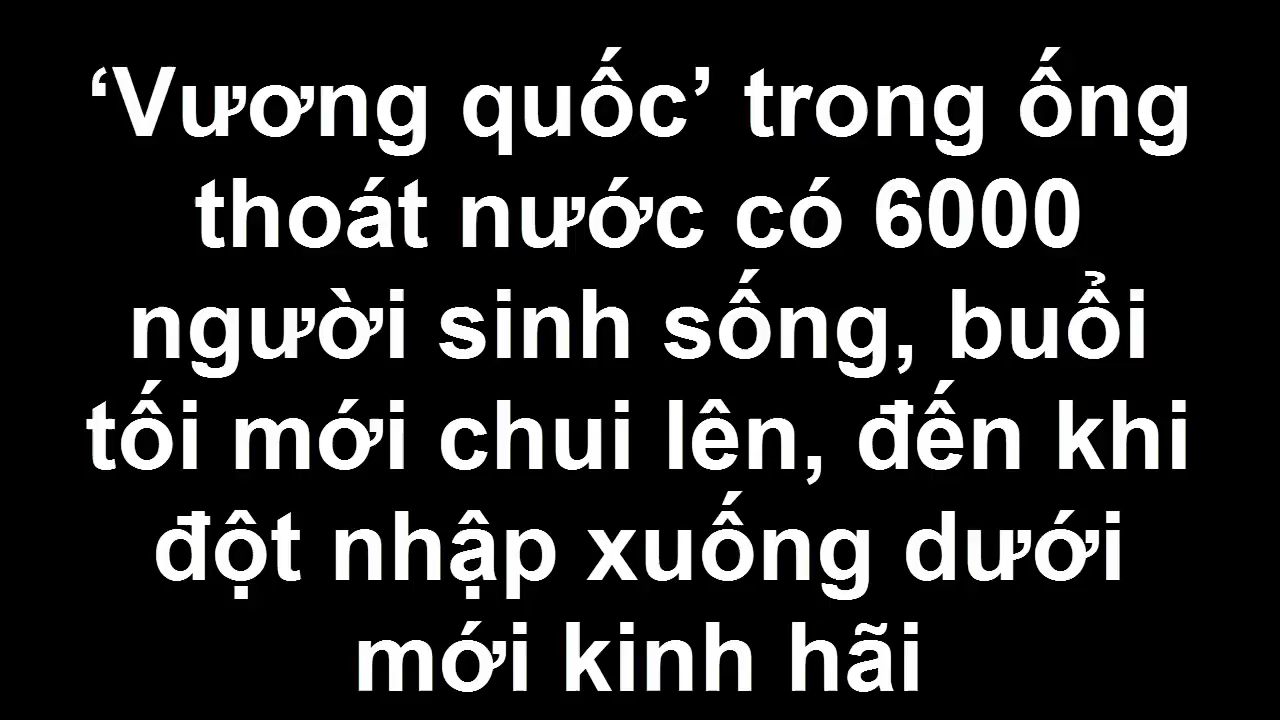 ‘Vương quốc’ trong ống
thoát nước có 6000
người sinh sống, buổi
tối mới chui lên, đến khi
đột nhập xuống dưới
mới kinh hãi